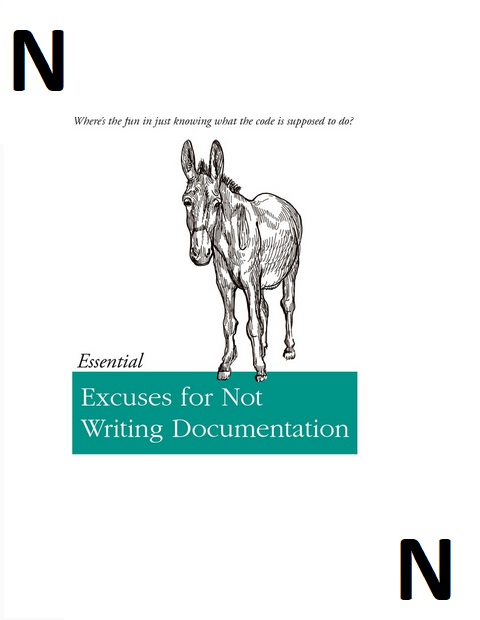 N
Where's the fun in just knowing what the code is supposed to do?
Essential
Excuses for Not
Writing Documentation
N